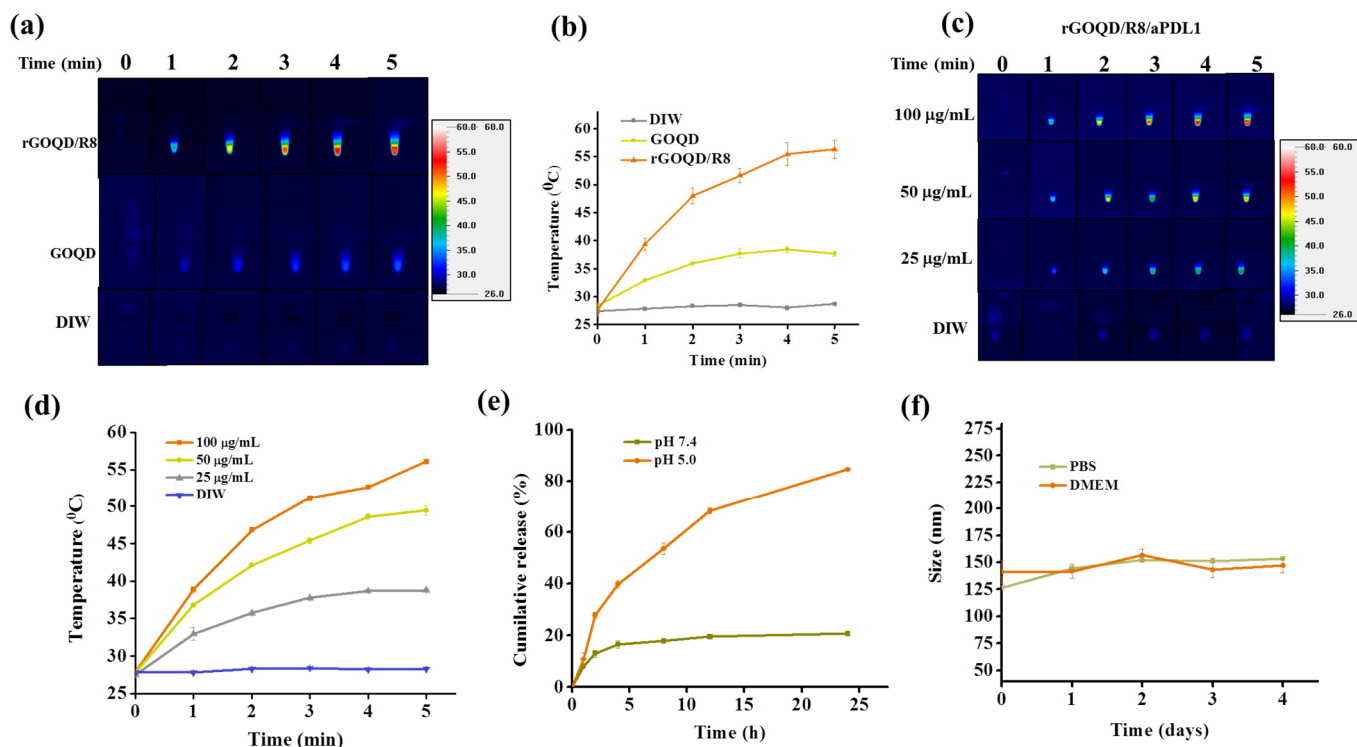 (a)
Time (min) 0 1 2 3 4 5
rGOQD/R8
GOQD
DIW
60.0 60.0
55.0
50.0
45.0
40.0
35.0
30.0
26.0
(b)
DIW
GOQD
rGOQD/R8
Temperature (⁰C)
60
55
50
45
40
35
30
25
0 1 2 3 4 5
Time (min)
(c)
rGOQD/R8/aPDL1
Time (min) 0 1 2 3 4 5
100 µg/mL
50 µg/mL
25 µg/mL
DIW
60.0 60.0
55.0
50.0
45.0
40.0
35.0
30.0
26.0
(d)
100 µg/mL
50 µg/mL
25 µg/mL
DIW
Temperature (⁰C)
60
55
50
45
40
35
30
25
0 1 2 3 4 5
Time (min)
(e)
pH 7.4
pH 5.0
Cumilative release (%)
100
80
60
40
20
0
0 5 10 15 20 25
Time (h)
(f)
PBS
DMEM
Size (nm)
275
250
225
200
175
150
125
100
75
50
0 1 2 3 4
Time (days)